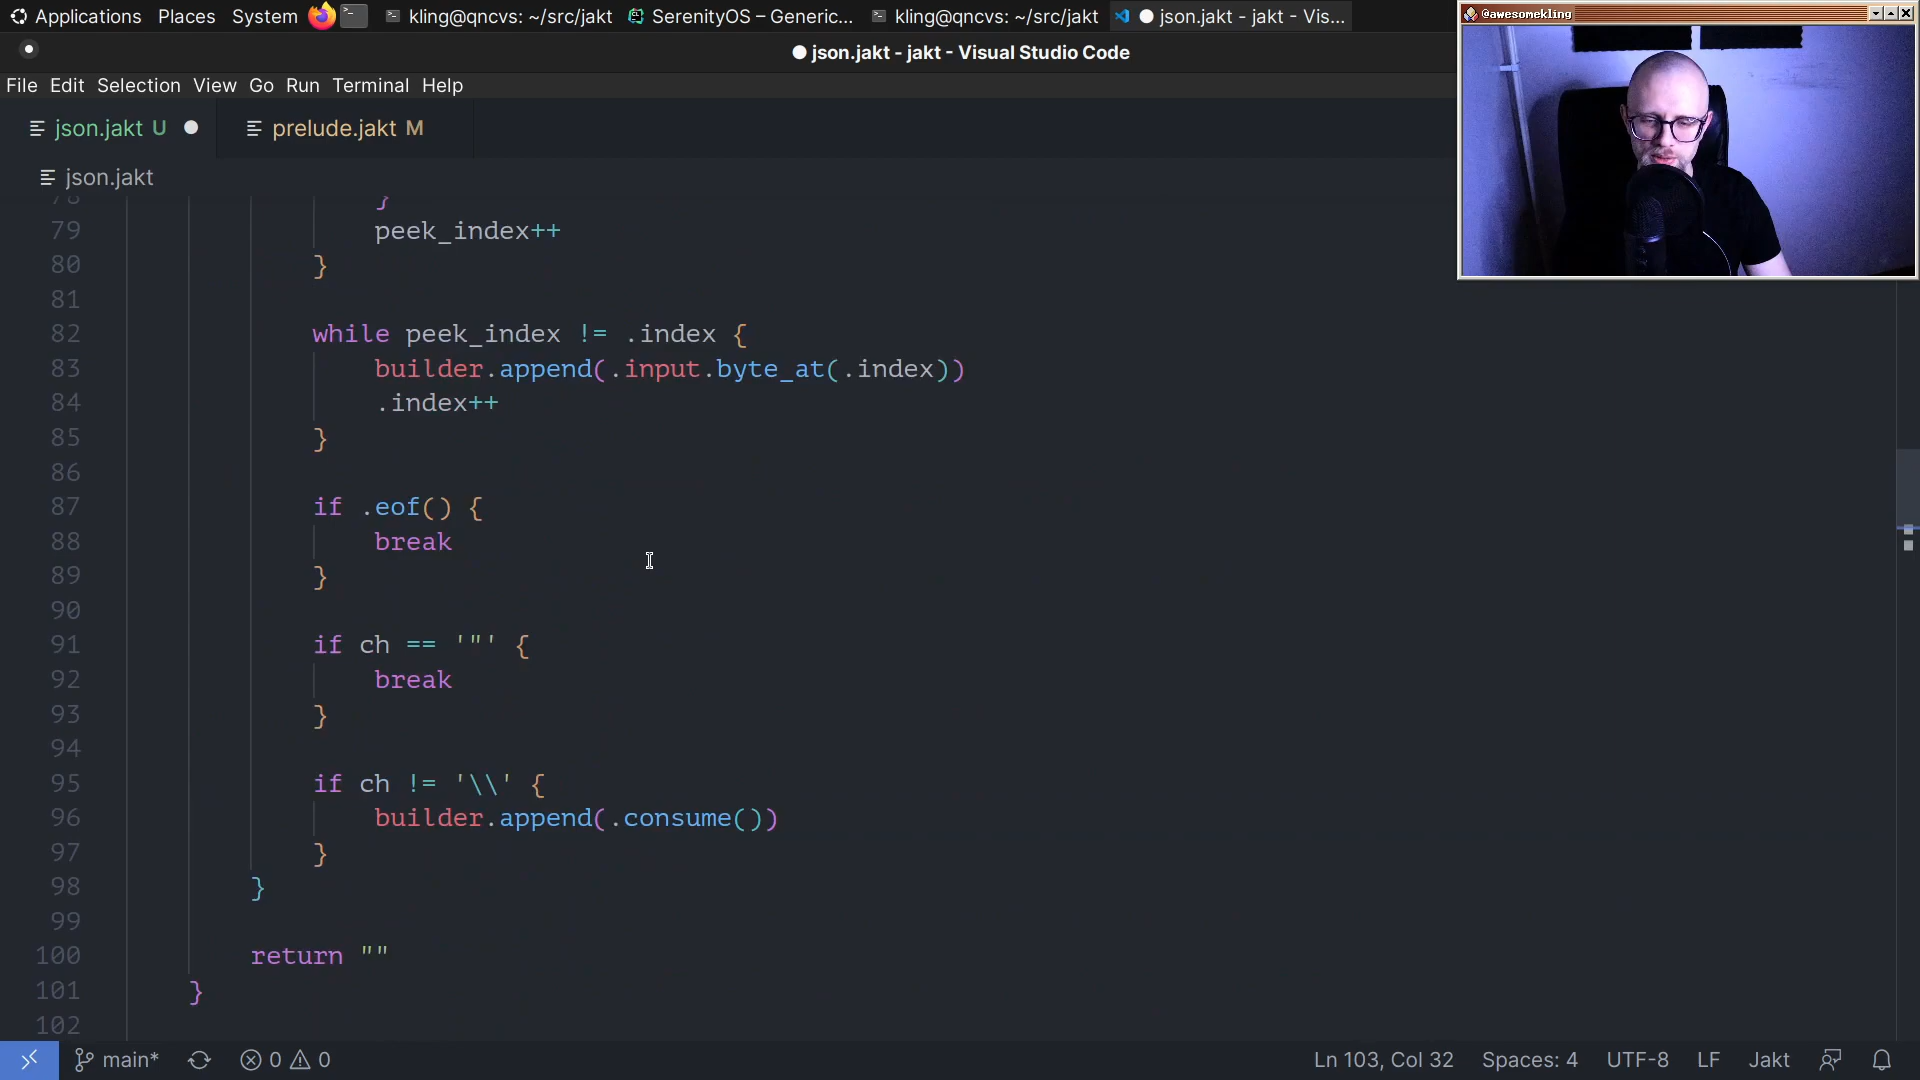 Applications Places System kling@qncvs: ~/src/jakt SerenityOS – Generic... kling@qncvs: ~/src/jakt ● json.jakt - jakt - Vis...
@awesomekling
● json.jakt - jakt - Visual Studio Code
File Edit Selection View Go Run Terminal Help
json.jakt U ● prelude.jakt M
json.jakt
78 }
79 peek_index++
80 }
81
82 while peek_index != .index {
83 builder.append(.input.byte_at(.index))
84 .index++
85 }
86
87 if .eof() {
88 break
89 }
90
91 if ch == '"' {
92 break
93 }
94
95 if ch != '\\' {
96 builder.append(.consume())
97 }
98 }
99
100 return ""
101 }
102
main* 0 0 Ln 103, Col 32 Spaces: 4 UTF-8 LF Jakt